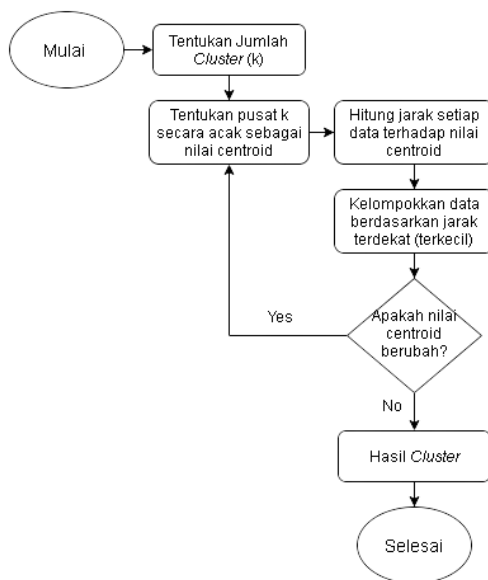 Mulai
Tentukan Jumlah
Cluster (k)
Tentukan pusat k
secara acak sebagai
nilai centroid
Hitung jarak setiap
data terhadap nilai
centroid
Kelompokkan data
berdasarkan jarak
terdekat (terkecil)
Apakah nilai
centroid
berubah?
Yes
No
Hasil Cluster
Selesai